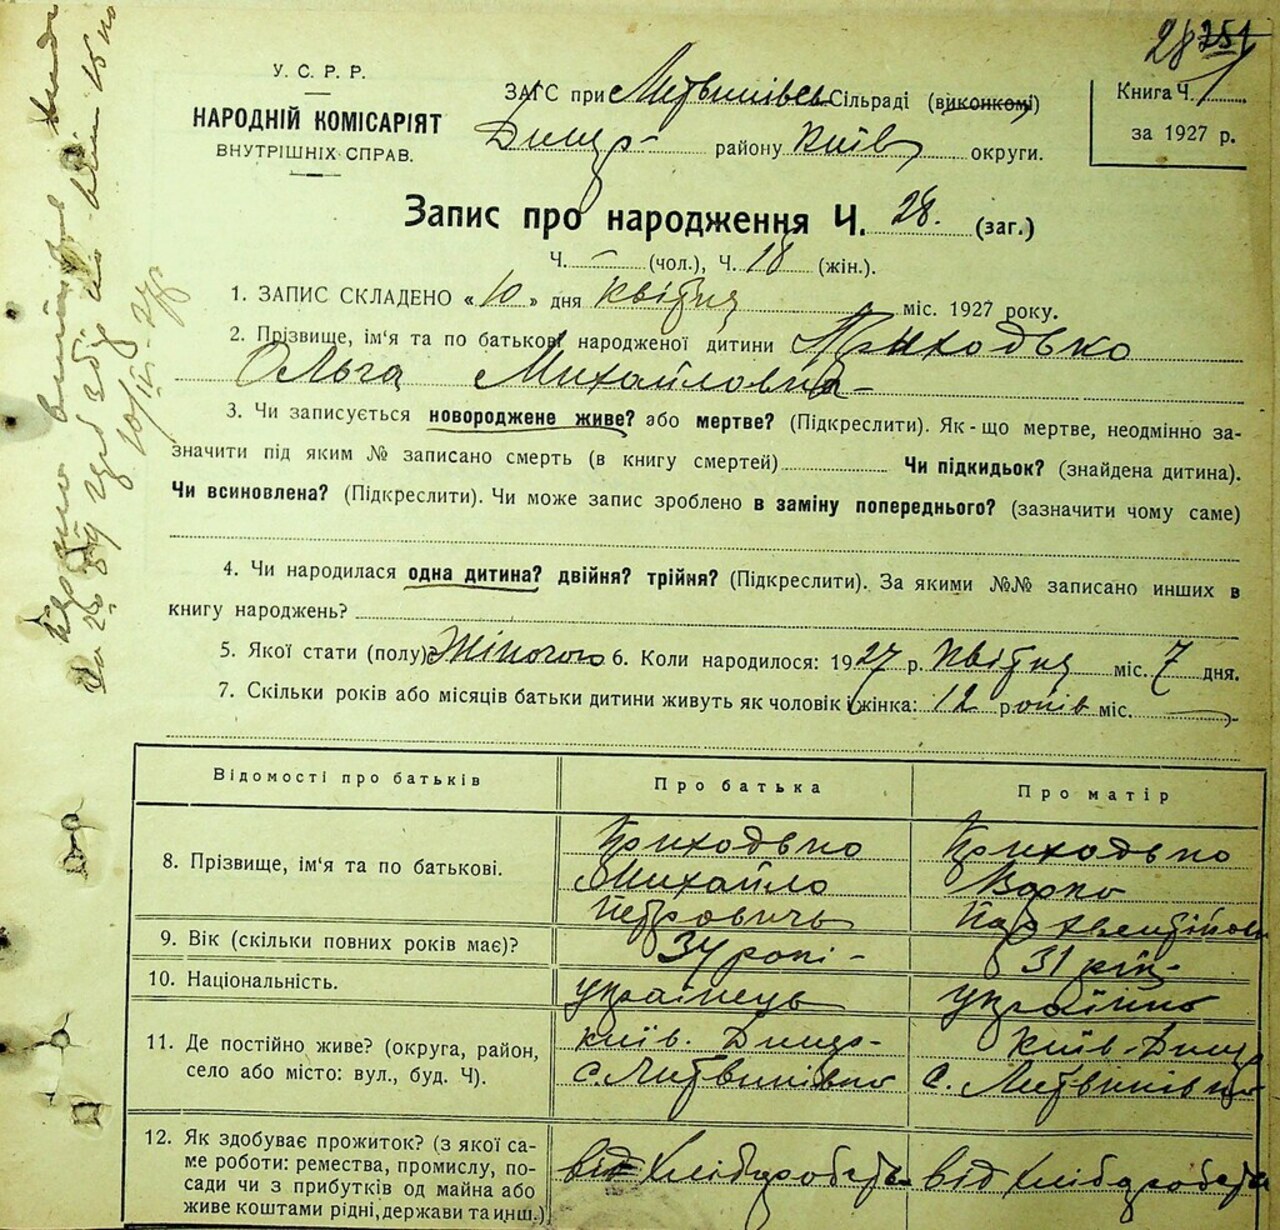 28 251
У. С. Р. Р.
НАРОДНІЙ КОМІСАРІЯТ
ВНУТРІШНІХ СПРАВ.
ЗАГС при Литвинівсь Сільраді (виконкомі)
Димер- району Київ округи.
Книга Ч. 1
за 1927 р.
Запис про народження Ч. 28. (заг.)
Ч. – (чол.), Ч. 18 (жін.).
1. ЗАПИС СКЛАДЕНО « 10 » дня Квітня міс. 1927 року.
2. Прізвище, ім'я та по батькові народженої дитини Приходько
Ольга Михайловна-
3. Чи записується новороджене живе? або мертве? (Підкреслити). Як-що мертве, неодмінно за-
значити під яким № записано смерть (в книгу смертей) Чи підкидьок? (знайдена дитина).
Чи всиновлена? (Підкреслити). Чи може запис зроблено в заміну попереднього? (зазначити чому саме)
4. Чи народилася одна дитина? двійня? трійня? (Підкреслити). За якими №№ записано инших в
книгу народжень?
5. Якої стати (полу)? Жіночого 6. Коли народилося: 1927 р. Квітня міс. 7 дня.
7. Скільки років або місяців батьки дитини живуть як чоловік і жінка: 12 років міс. —
Відомості про батьків Про батька Про матір
8. Прізвище, ім'я та по батькові.
Приходько Приходько
Михайло Варка
Петровичь
9. Вік (скільки повних років має)? 34 рокі- 31 рік-
10. Національність. українець українка
11. Де постійно живе? (округа, район,
село або місто: вул., буд. Ч).
Київ. Димер- Київ-Димер
с. Литвинівка с. Литвинівка
12. Як здобуває прожиток? (з якої са-
ме роботи: ремества, промислу, по-
сади чи з прибутків од майна або
живе коштами рідні, держави та инш.)
від хліборобства від хліборобства
10/IV-27р